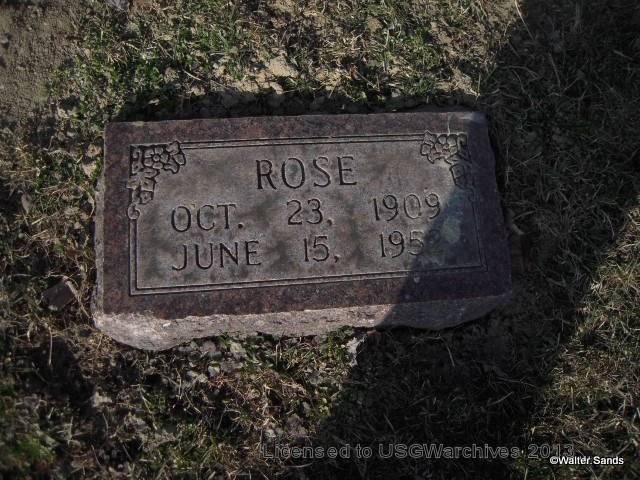 ROSE
OCT. 23, 1909
JUNE 15,
Licensed to USGWarchives 2013
©Walter Sands